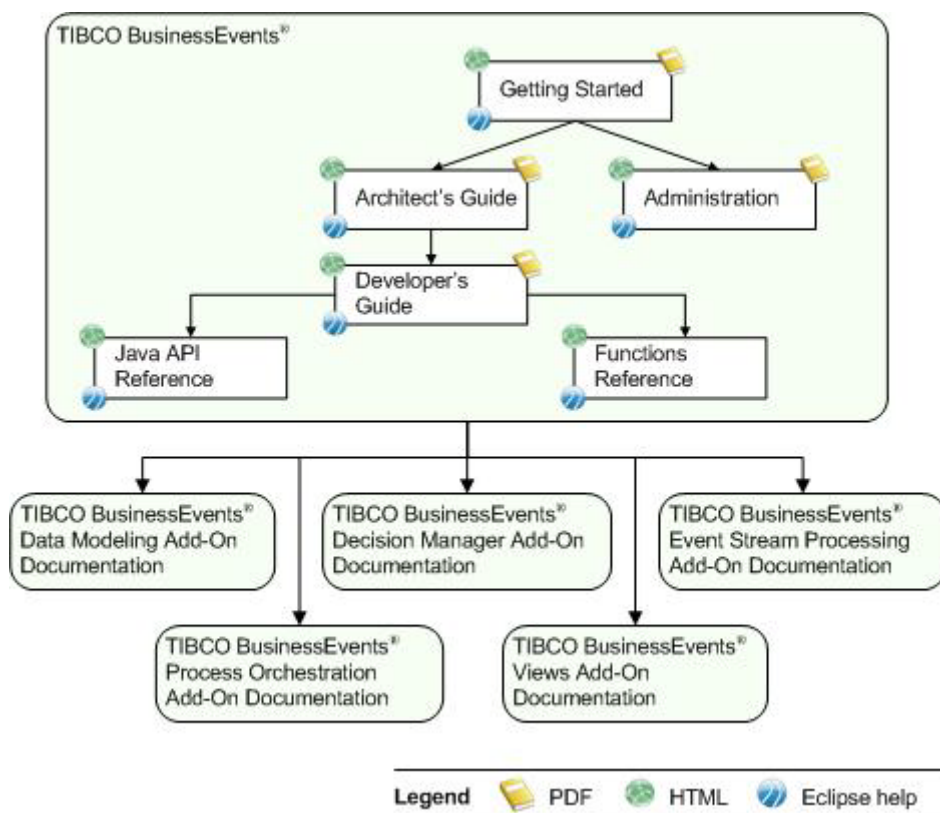 TIBCO BusinessEvents®
Getting Started
Architect's Guide
Administration
Developer's
Guide
Java API
Reference
Functions
Reference
TIBCO BusinessEvents®
Data Modeling Add-On
Documentation
TIBCO BusinessEvents®
Decision Manager Add-On
Documentation
TIBCO BusinessEvents®
Event Stream Processing
Add-On Documentation
TIBCO BusinessEvents®
Process Orchestration
Add-On Documentation
TIBCO BusinessEvents®
Views Add-On
Documentation
Legend PDF HTML Eclipse help